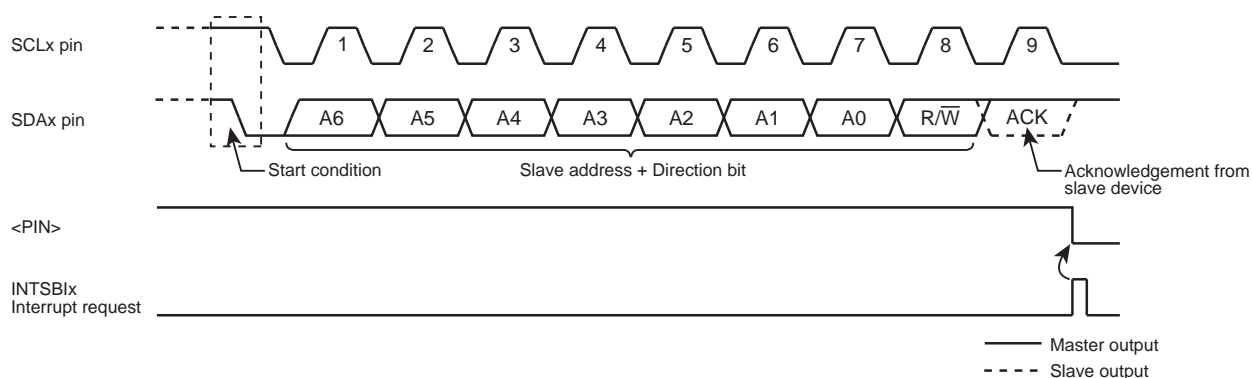 SCLx pin
1 2 3 4 5 6 7 8 9
SDAx pin
A6 A5 A4 A3 A2 A1 A0 R/W̅ ACK
Start condition
Slave address + Direction bit
Acknowledgement from
slave device
<PIN>
INTSBIx
Interrupt request
Master output
Slave output